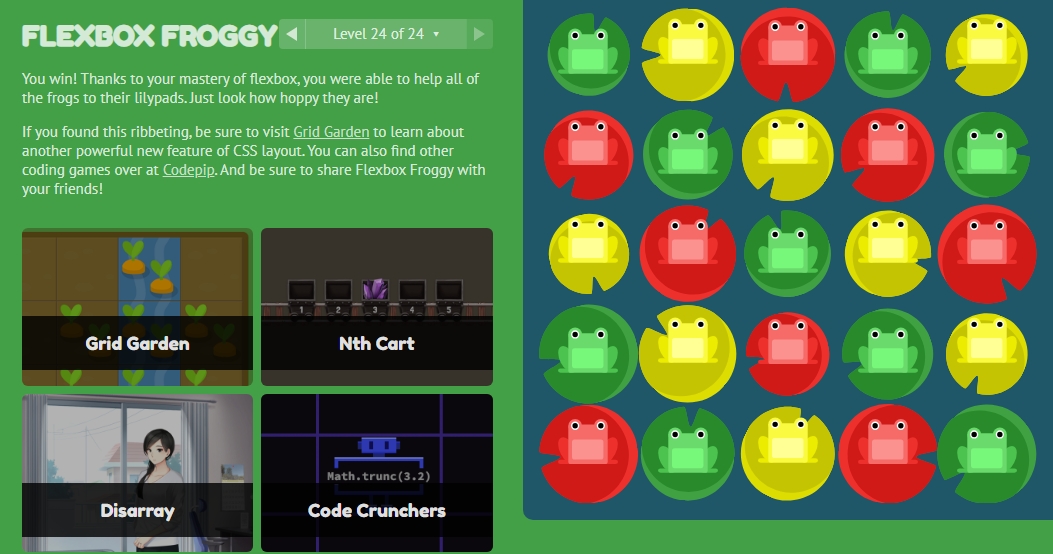 FLEXBOX FROGGY
Level 24 of 24
You win! Thanks to your mastery of flexbox, you were able to help all of
the frogs to their lilypads. Just look how hoppy they are!
If you found this ribbeting, be sure to visit Grid Garden to learn about
another powerful new feature of CSS layout. You can also find other
coding games over at Codepip. And be sure to share Flexbox Froggy with
your friends!
Grid Garden
1 2 3 4 5
Nth Cart
Disarray
Math.trunc(3.2)
Code Crunchers